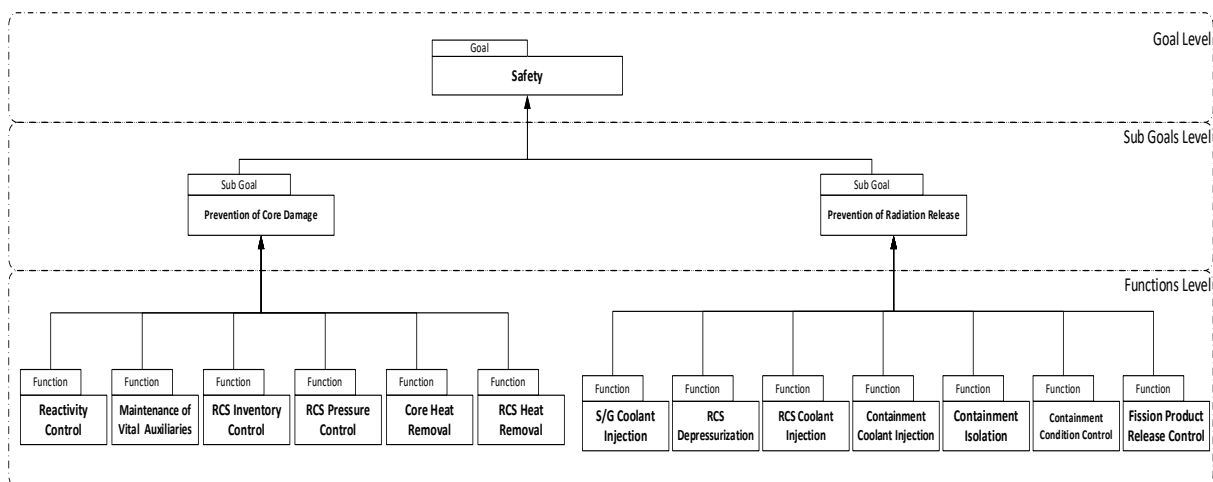 Goal Level
Goal
Safety
Sub Goals Level
Sub Goal
Prevention of Core Damage
Sub Goal
Prevention of Radiation Release
Functions Level
Function
Reactivity
Control
Function
Maintenance of
Vital Auxiliaries
Function
RCS Inventory
Control
Function
RCS Pressure
Control
Function
Core Heat
Removal
Function
RCS Heat
Removal
Function
S/G Coolant
Injection
Function
RCS
Depressurization
Function
RCS Coolant
Injection
Function
Containment
Coolant Injection
Function
Containment
Isolation
Function
Containment
Condition Control
Function
Fission Product
Release Control